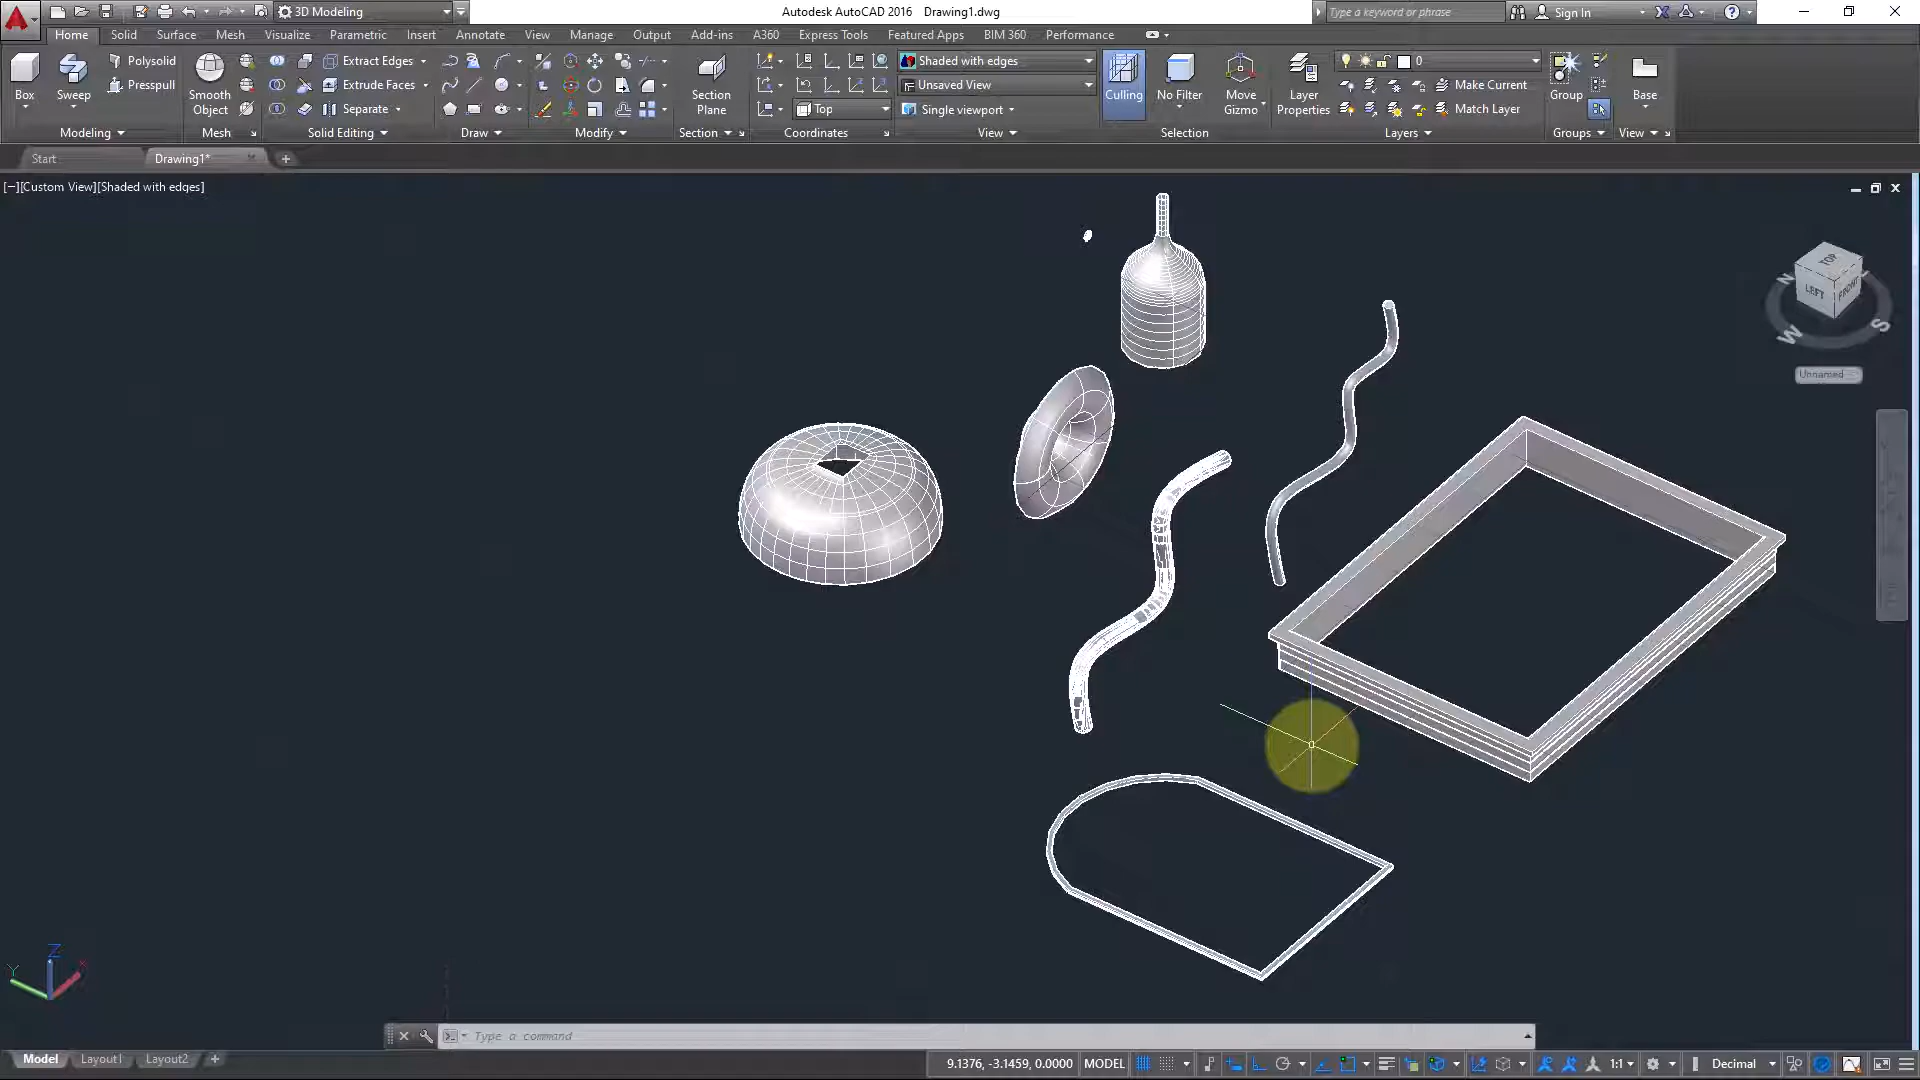 3D Modeling
Autodesk AutoCAD 2016 Drawing1.dwg
Type a keyword or phrase
Sign In
Home Solid Surface Mesh Visualize Parametric Insert Annotate View Manage Output Add-ins A360 Express Tools Featured Apps BIM 360 Performance
Polysolid
Extract Edges
Shaded with edges
0
Presspull
Extrude Faces
Unsaved View
Make Current
Box
Sweep
Smooth
Object
Separate
Section
Plane
Top
Single viewport
Culling
No Filter
Move
Gizmo
Layer
Properties
Match Layer
Group
Base
Modeling
Mesh
Solid Editing
Draw
Modify
Section
Coordinates
View
Selection
Layers
Groups
View
Start
Drawing1*
[−][Custom View][Shaded with edges]
TOP
N
LEFT
FRONT
W
S
Unnamed
Z
Y
X
Type a command
Model Layout1 Layout2
9.1376, -3.1459, 0.0000 MODEL
1:1
Decimal